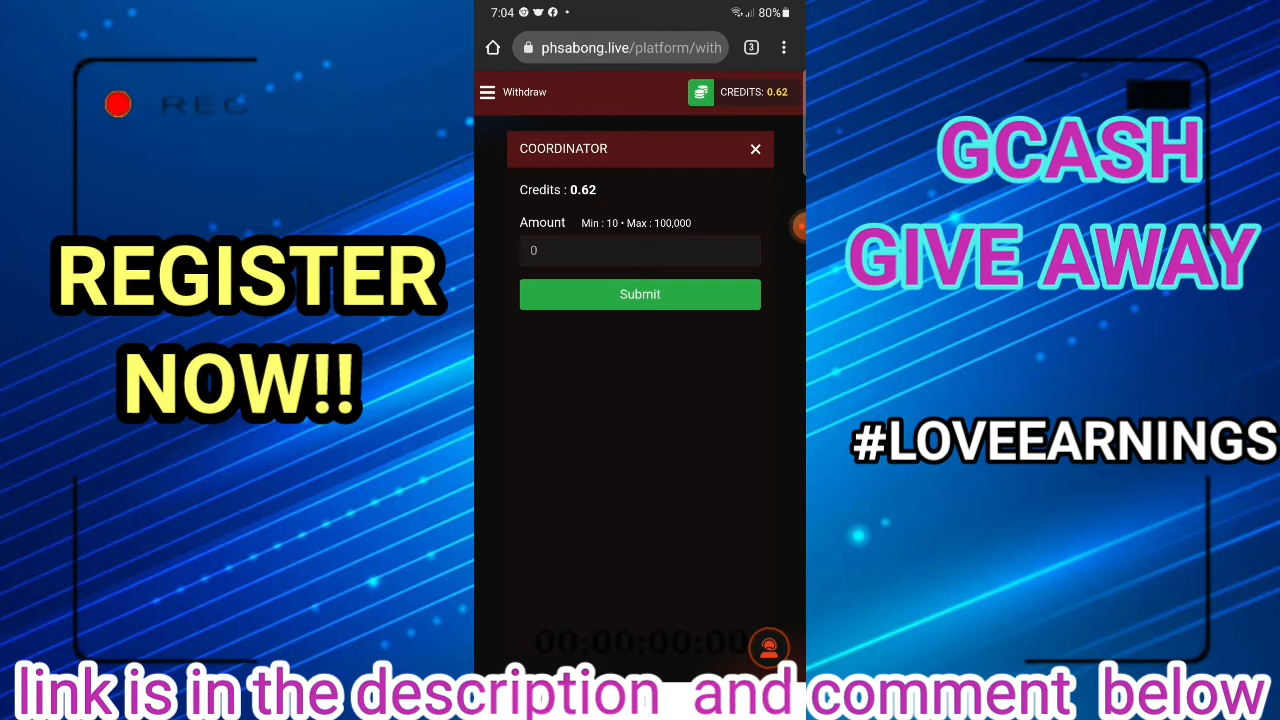 7:04
80%
phsabong.live/platform/with
3
Withdraw
CREDITS: 0.62
REC
COORDINATOR
Credits : 0.62
Amount Min : 10 • Max : 100,000
0
Submit
REGISTER
NOW!!
GCASH
GIVE AWAY
#LOVEEARNINGS
00:00:00:00
link is in the description and comment below